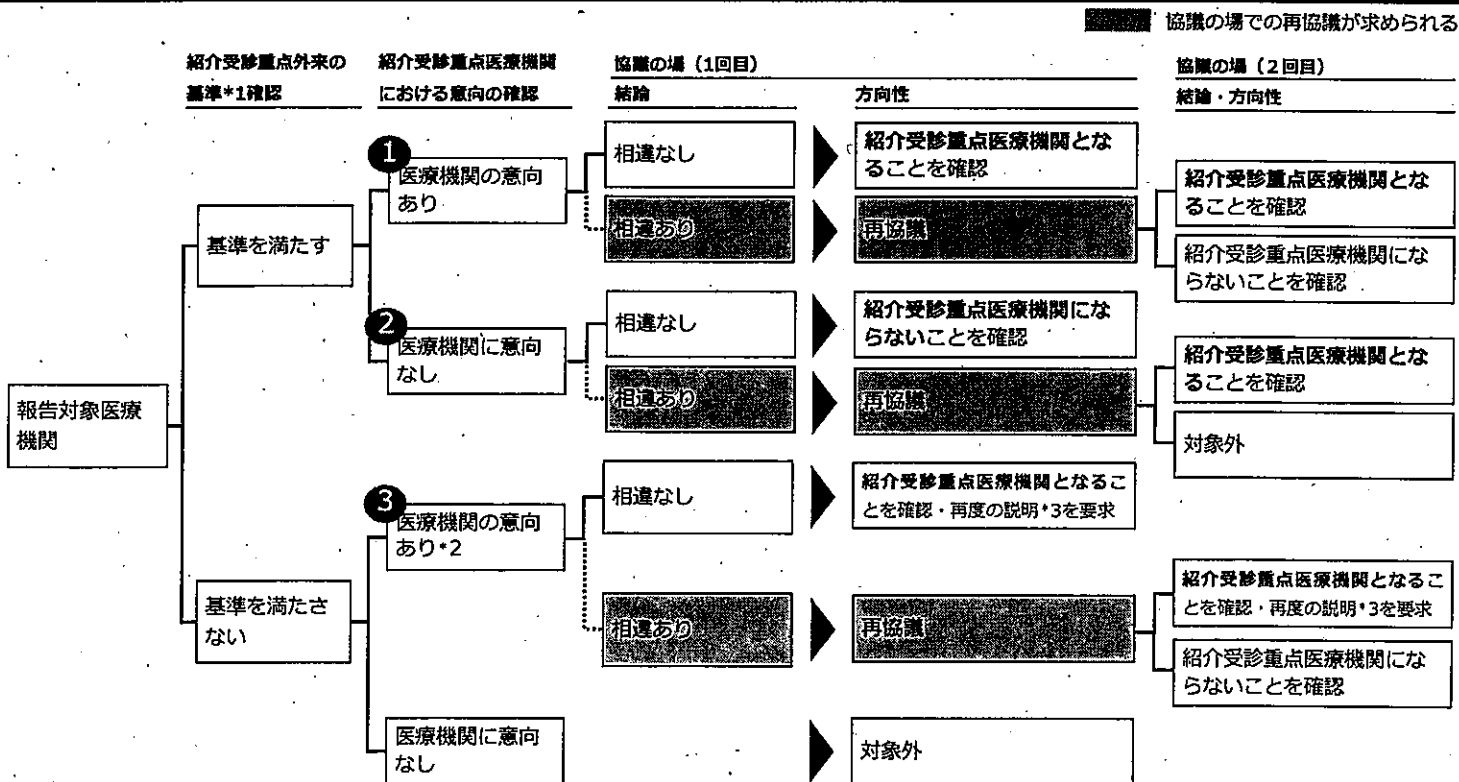 協議の場での再協議が求められる
紹介受診重点外来の
基準*1確認
紹介受診重点医療機関
における意向の確認
協議の場(1回目)
結論
方向性
協議の場(2回目)
結論・方向性
報告対象医療
機関
基準を満たす
1
医療機関の意向
あり
相違なし
紹介受診重点医療機関とな
ることを確認
相違あり
再協議
紹介受診重点医療機関とな
ることを確認
紹介受診重点医療機関にな
らないことを確認
2
医療機関に意向
なし
相違なし
紹介受診重点医療機関にな
らないことを確認
相違あり
再協議
紹介受診重点医療機関とな
ることを確認
対象外
基準を満たさ
ない
3
医療機関の意向
あり*2
相違なし
紹介受診重点医療機関となるこ
とを確認・再度の説明*3を要求
相違あり
再協議
紹介受診重点医療機関となるこ
とを確認・再度の説明*3を要求
紹介受診重点医療機関にな
らないことを確認
医療機関に意向
なし
対象外